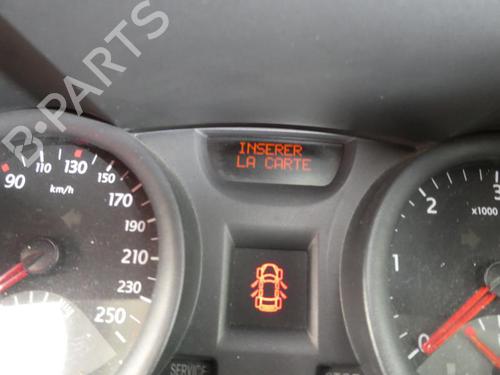 B-PARTS
INSERER
LA CARTE
90 110 130 150 170 190 210 230 250
km/h
0 1 2 3
x1000
SERVICE